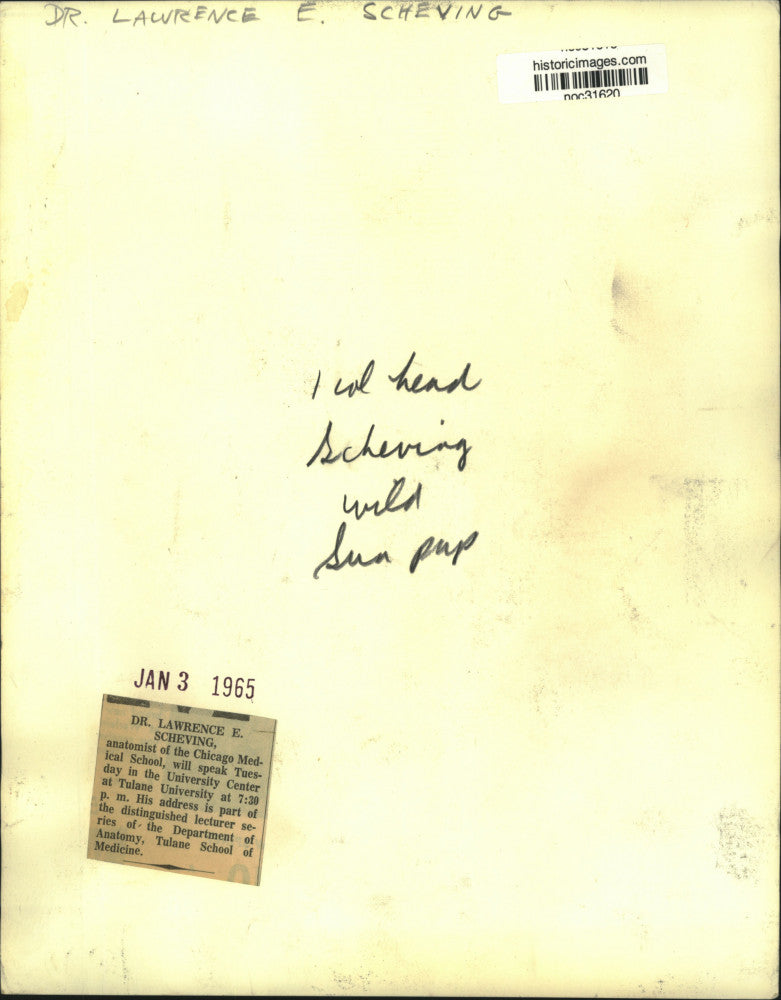 DR. LAWRENCE E. SCHEVING
historicimages.com
noc31620
1 col head
Scheving
wild
Sun pup
JAN 3 1965
DR. LAWRENCE E.
SCHEVING,
anatomist of the Chicago Med-
ical School, will speak Tues-
day in the University Center
at Tulane University at 7:30
p. m. His address is part of
the distinguished lecturer se-
ries of the Department of
Anatomy, Tulane School of
Medicine.